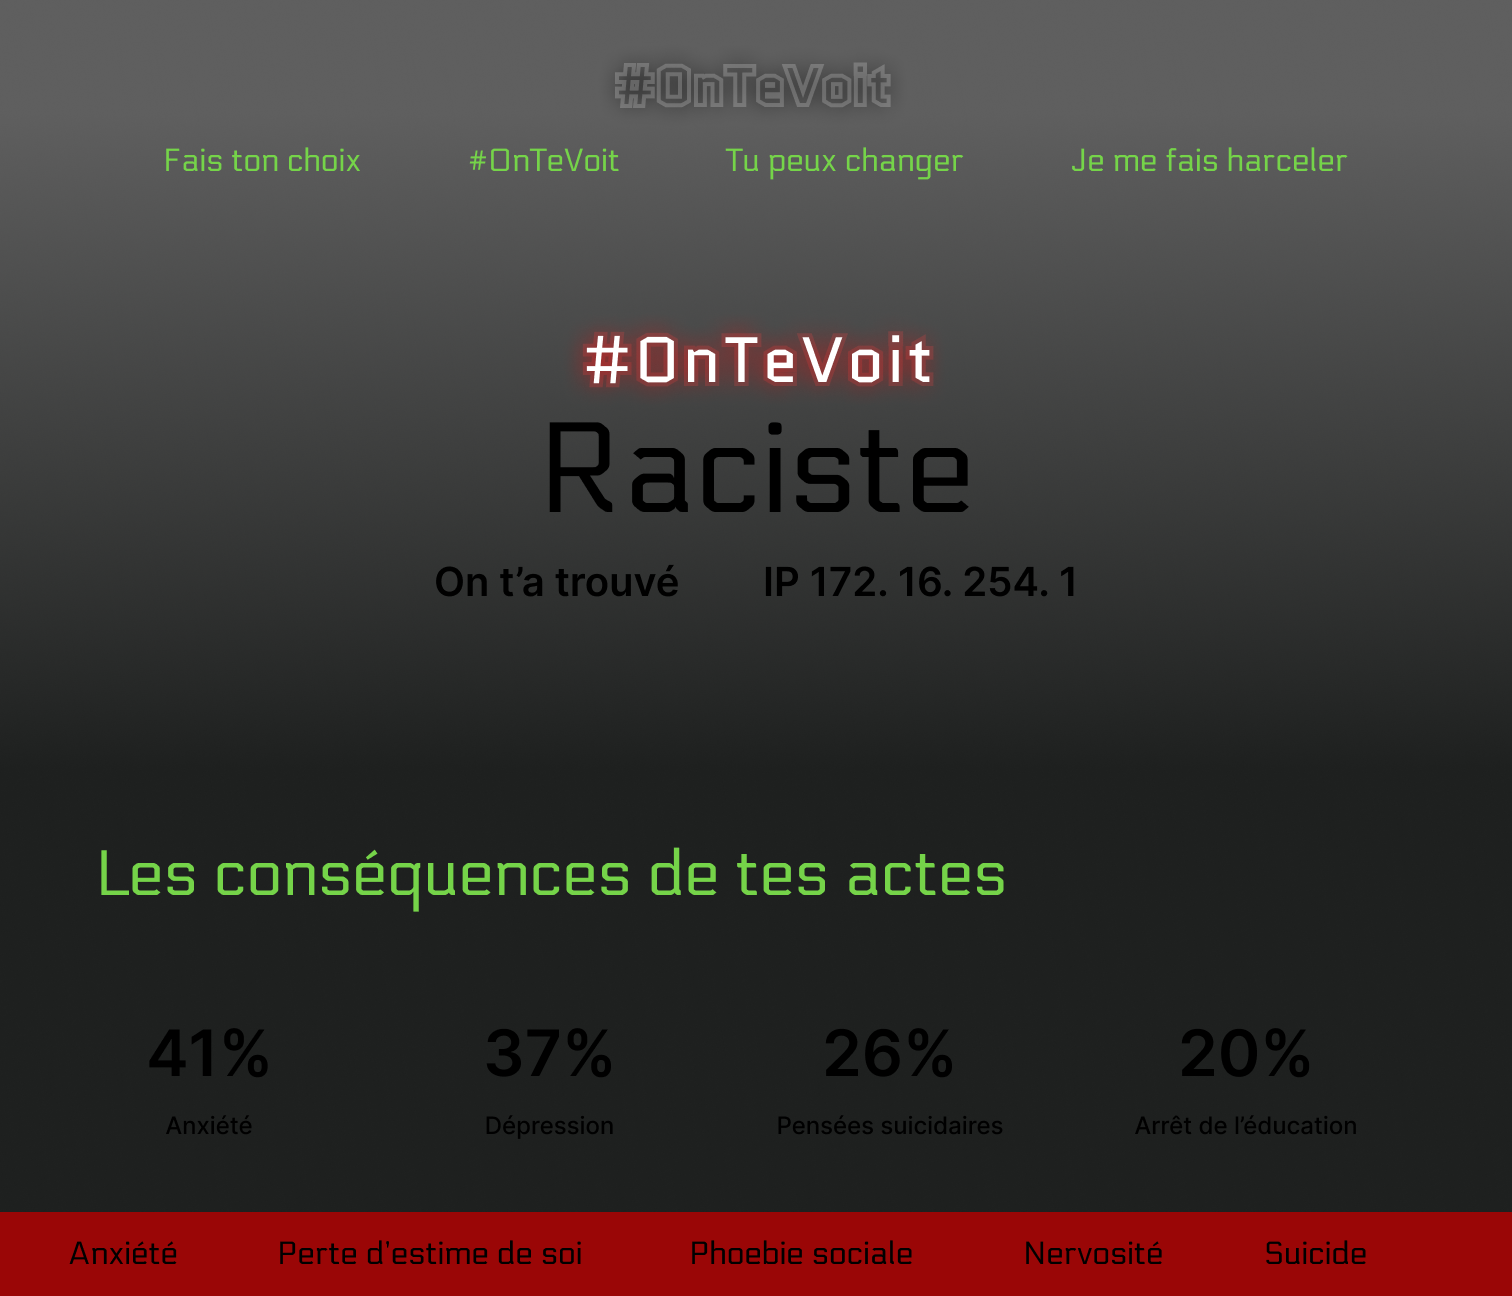 #OnTeVoit
Fais ton choix #OnTeVoit Tu peux changer Je me fais harceler
#OnTeVoit
Raciste
On t’a trouvé IP 172. 16. 254. 1
Les conséquences de tes actes
41% 37% 26% 20%
Anxiété Dépression Pensées suicidaires Arrêt de l’éducation
Anxiété Perte d'estime de soi Phoebie sociale Nervosité Suicide